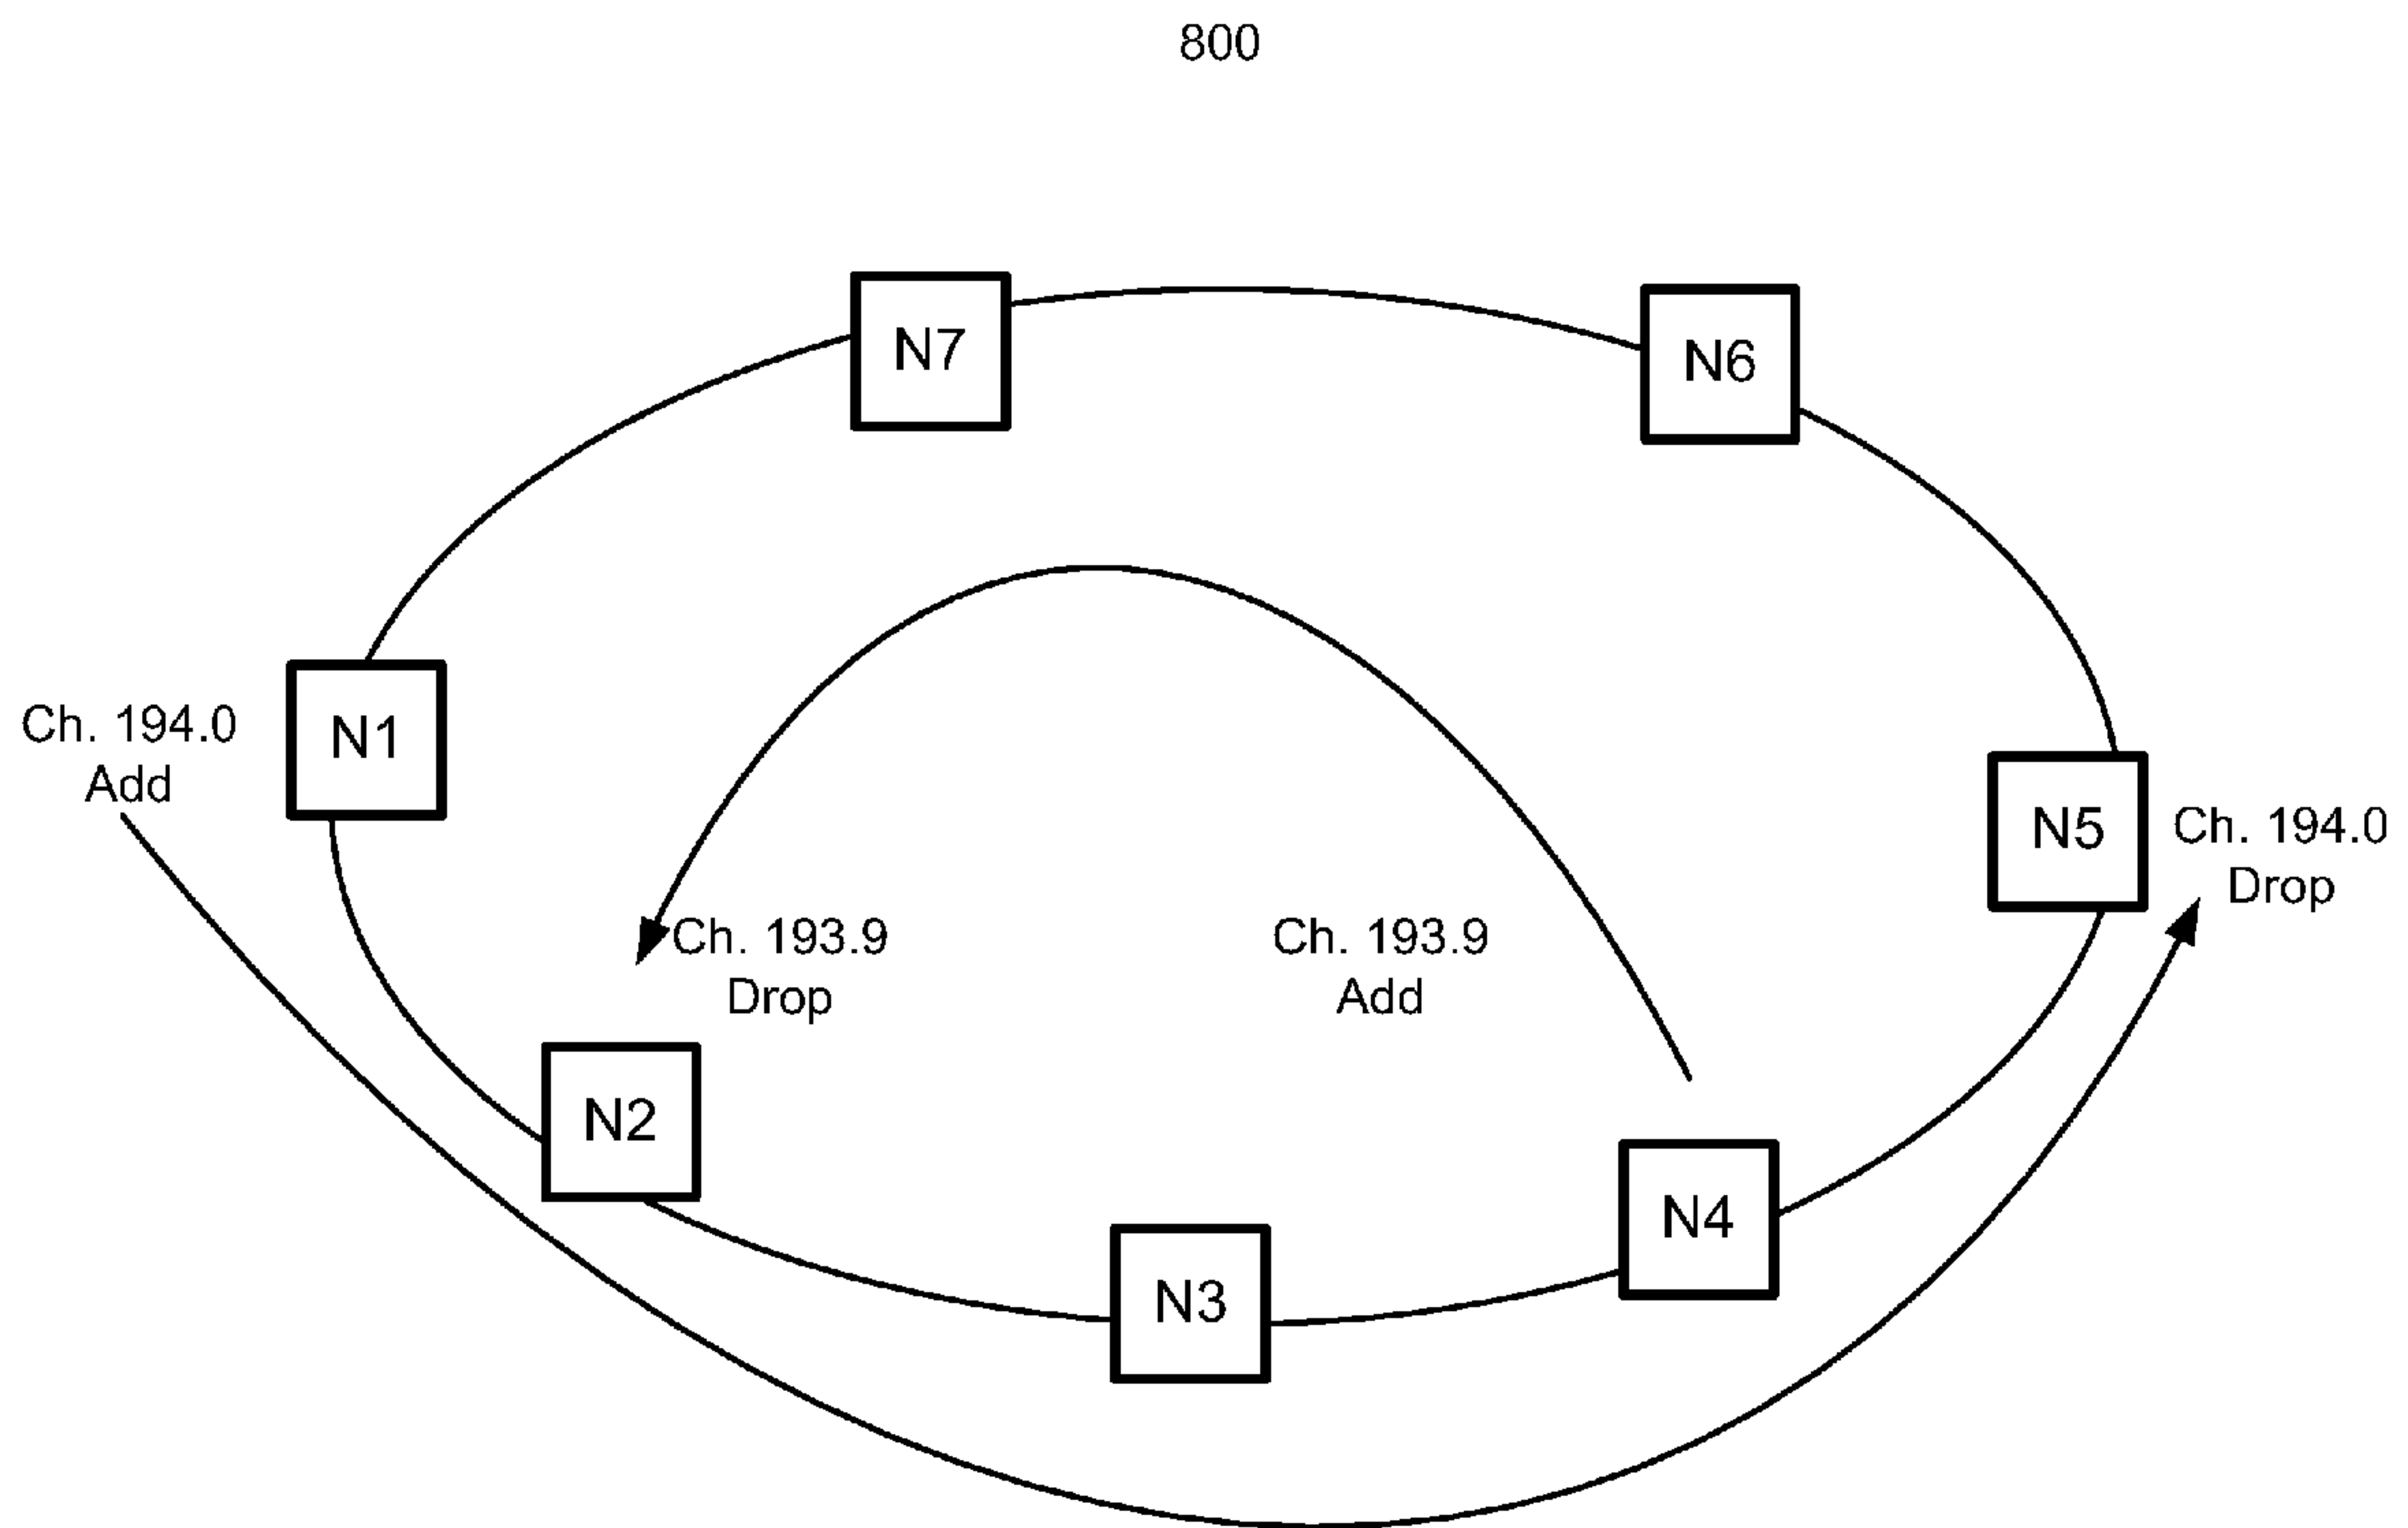 800
N7
N6
Ch. 194.0
Add
N1
N5
Ch. 194.0
Drop
Ch. 193.9
Drop
Ch. 193.9
Add
N2
N4
N3